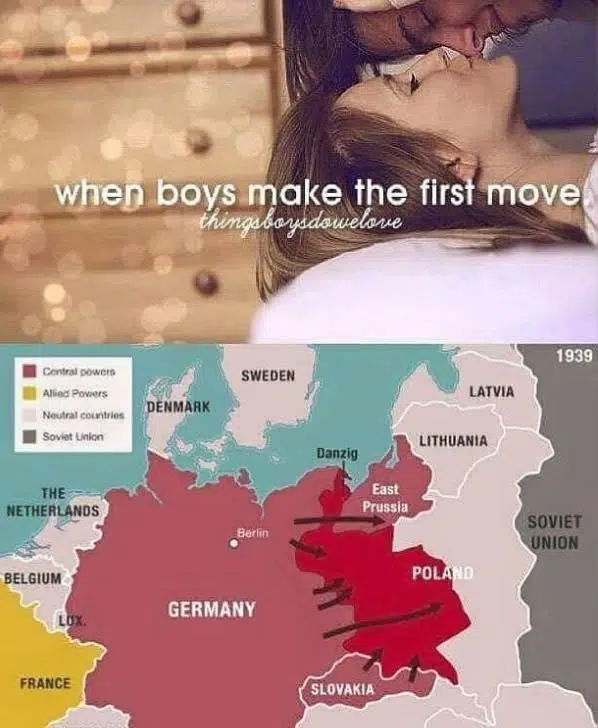 when boys make the first move
thingsboysdowelove
1939
Central powers
Allied Powers
Neutral countries
Soviet Union
SWEDEN
DENMARK
LATVIA
LITHUANIA
Danzig
East
Prussia
THE
NETHERLANDS
Berlin
SOVIET
UNION
BELGIUM
POLAND
LUX.
GERMANY
FRANCE
SLOVAKIA